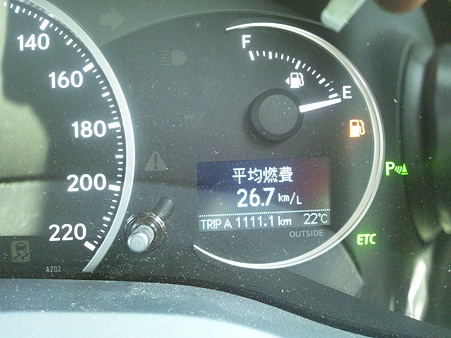 140
160
180
200
220
AZ02
F
E
平均燃費
26.7 km/L
TRIP A 1111.1 km 22℃
OUTSIDE
P
ETC